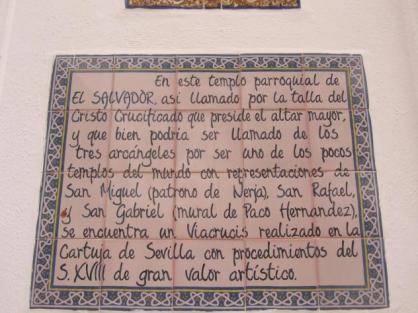 En este templo parroquial de
EL SALVADOR, asi llamado por la talla del
Cristo Crucificado que preside el altar mayor,
y que bien podria ser llamado de los
tres arcángeles por ser uno de los pocos
templos del mundo con representaciones de
San Miguel (patrono de Nerja), San Rafael,
y San Gabriel (mural de Paco Hernandez),
se encuentra un Viacrucis realizado en la
Cartuja de Sevilla con procedimientos del
S. XVIII de gran valor artístico.